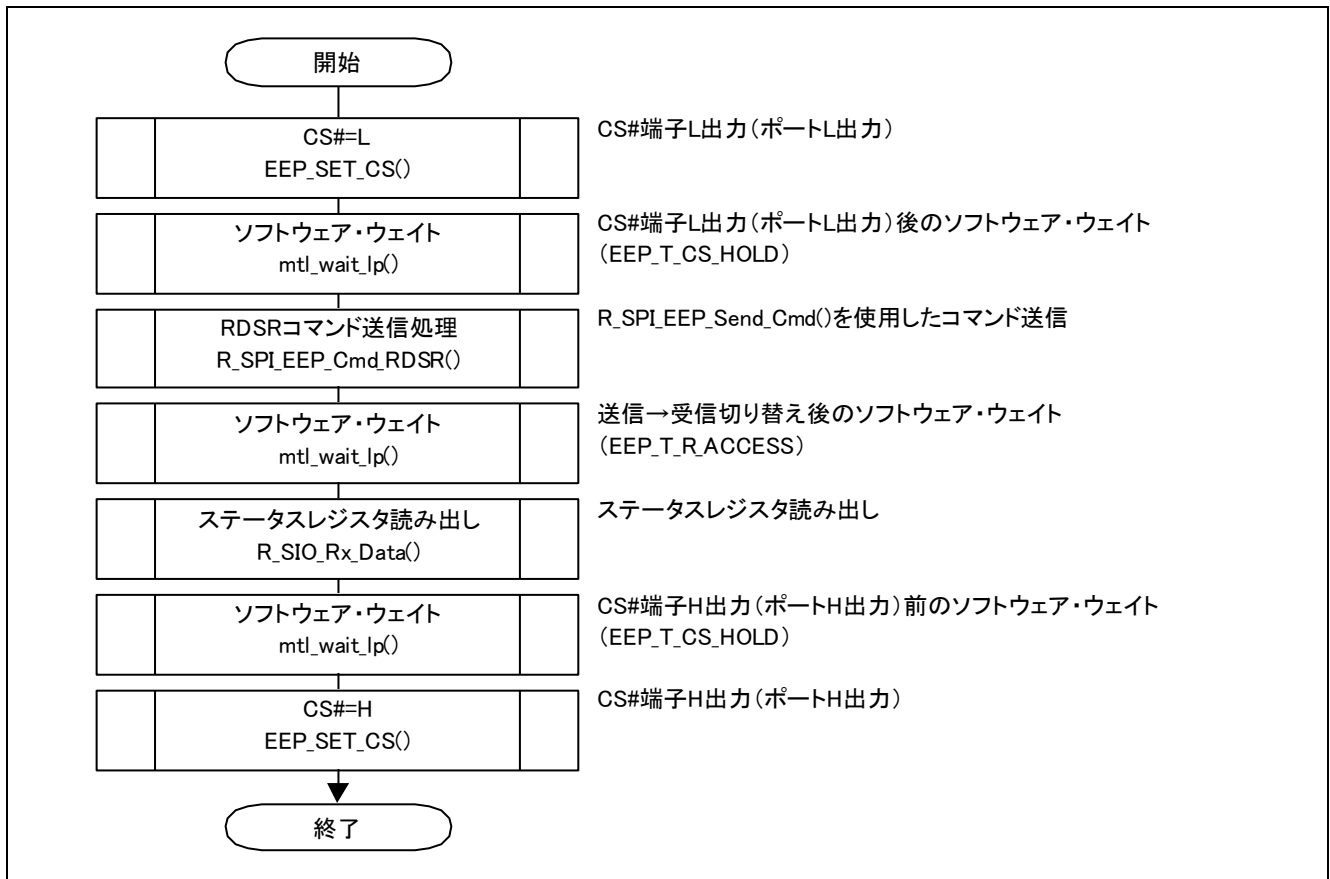 開始
CS#=L
EEP_SET_CS()
CS#端子L出力(ポートL出力)
ソフトウェア・ウェイト
mtl_wait_lp()
CS#端子L出力(ポートL出力)後のソフトウェア・ウェイト
(EEP_T_CS_HOLD)
RDSRコマンド送信処理
R_SPI_EEP_Cmd_RDSR()
R_SPI_EEP_Send_Cmd()を使用したコマンド送信
ソフトウェア・ウェイト
mtl_wait_lp()
送信→受信切り替え後のソフトウェア・ウェイト
(EEP_T_R_ACCESS)
ステータスレジスタ読み出し
R_SIO_Rx_Data()
ステータスレジスタ読み出し
ソフトウェア・ウェイト
mtl_wait_lp()
CS#端子H出力(ポートH出力)前のソフトウェア・ウェイト
(EEP_T_CS_HOLD)
CS#=H
EEP_SET_CS()
CS#端子H出力(ポートH出力)
終了